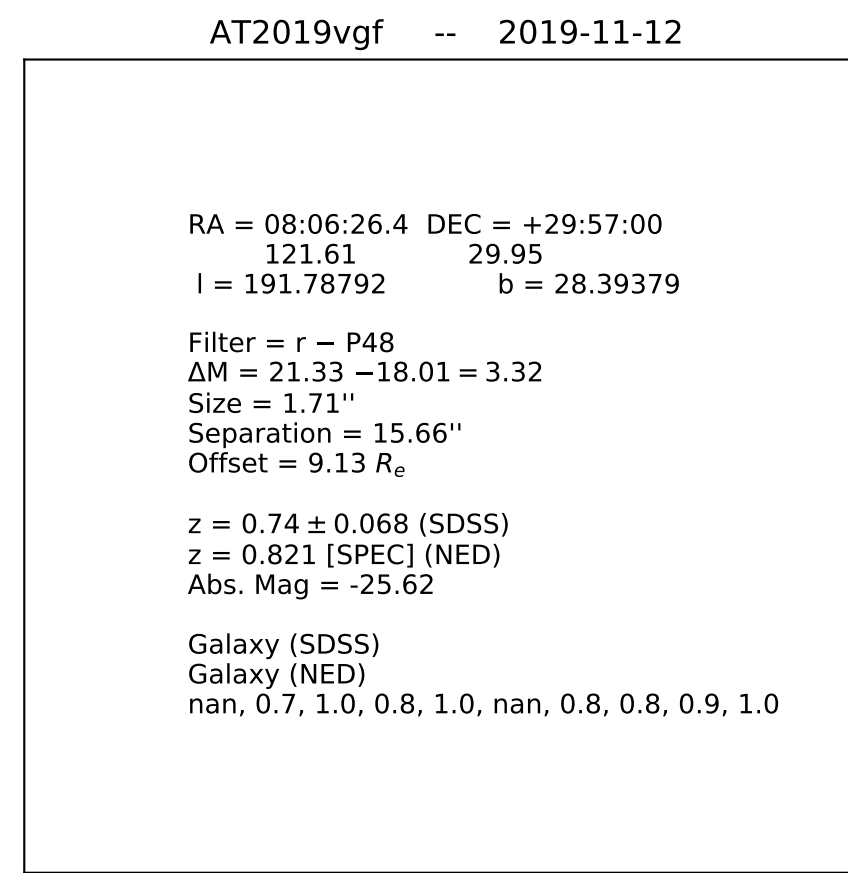 AT2019vgf -- 2019-11-12
RA = 08:06:26.4 DEC = +29:57:00
121.61 29.95
l = 191.78792 b = 28.39379
Filter = r − P48
ΔM = 21.33 −18.01 = 3.32
Size = 1.71''
Separation = 15.66''
Offset = 9.13 Rₑ
z = 0.74 ± 0.068 (SDSS)
z = 0.821 [SPEC] (NED)
Abs. Mag = -25.62
Galaxy (SDSS)
Galaxy (NED)
nan, 0.7, 1.0, 0.8, 1.0, nan, 0.8, 0.8, 0.9, 1.0